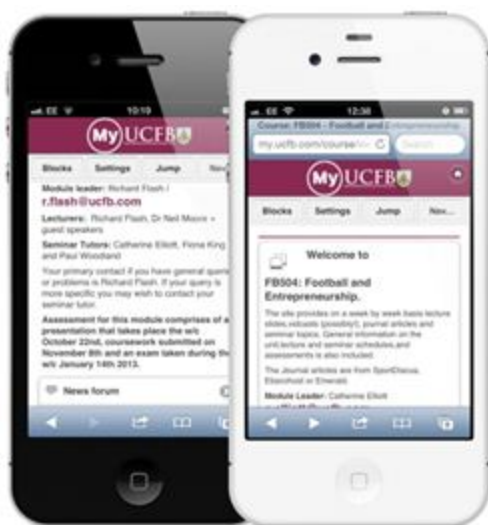 EE 10:19
My UCFB
Blocks Settings Jump
Module leader: Richard Flash /
r.flash@ucfb.com
Lecturers: Richard Flash, Dr Neil Moore +
guest speakers
Seminar Tutors: Catherine Elliott, Fiona King
and Paul Woodland
Your primary contact if you have general
or problems is Richard Flash. If your query is
more specific you may wish to contact your
seminar tutor.
Assessment for this module comprises of a
presentation that takes place the w/c
October 22nd, coursework submitted on
November 8th and an exam taken during the
w/c January 14th 2013.
News forum
EE 12:38
Course: FB504 - Football and Entrepreneurship
my.ucfb.com/course/ Search
My UCFB
Blocks Settings Jump Nav...
Welcome to
FB504: Football and
Entrepreneurship.
The site provides on a week by week basis lecture
slides, (possibly), journal articles and
seminar topics. General information on the
unit, lecture and seminar schedules, and
assessments is also included.
The Journal articles are from SportDiscus,
or Emerald.
Module Leader: Catherine Elliott